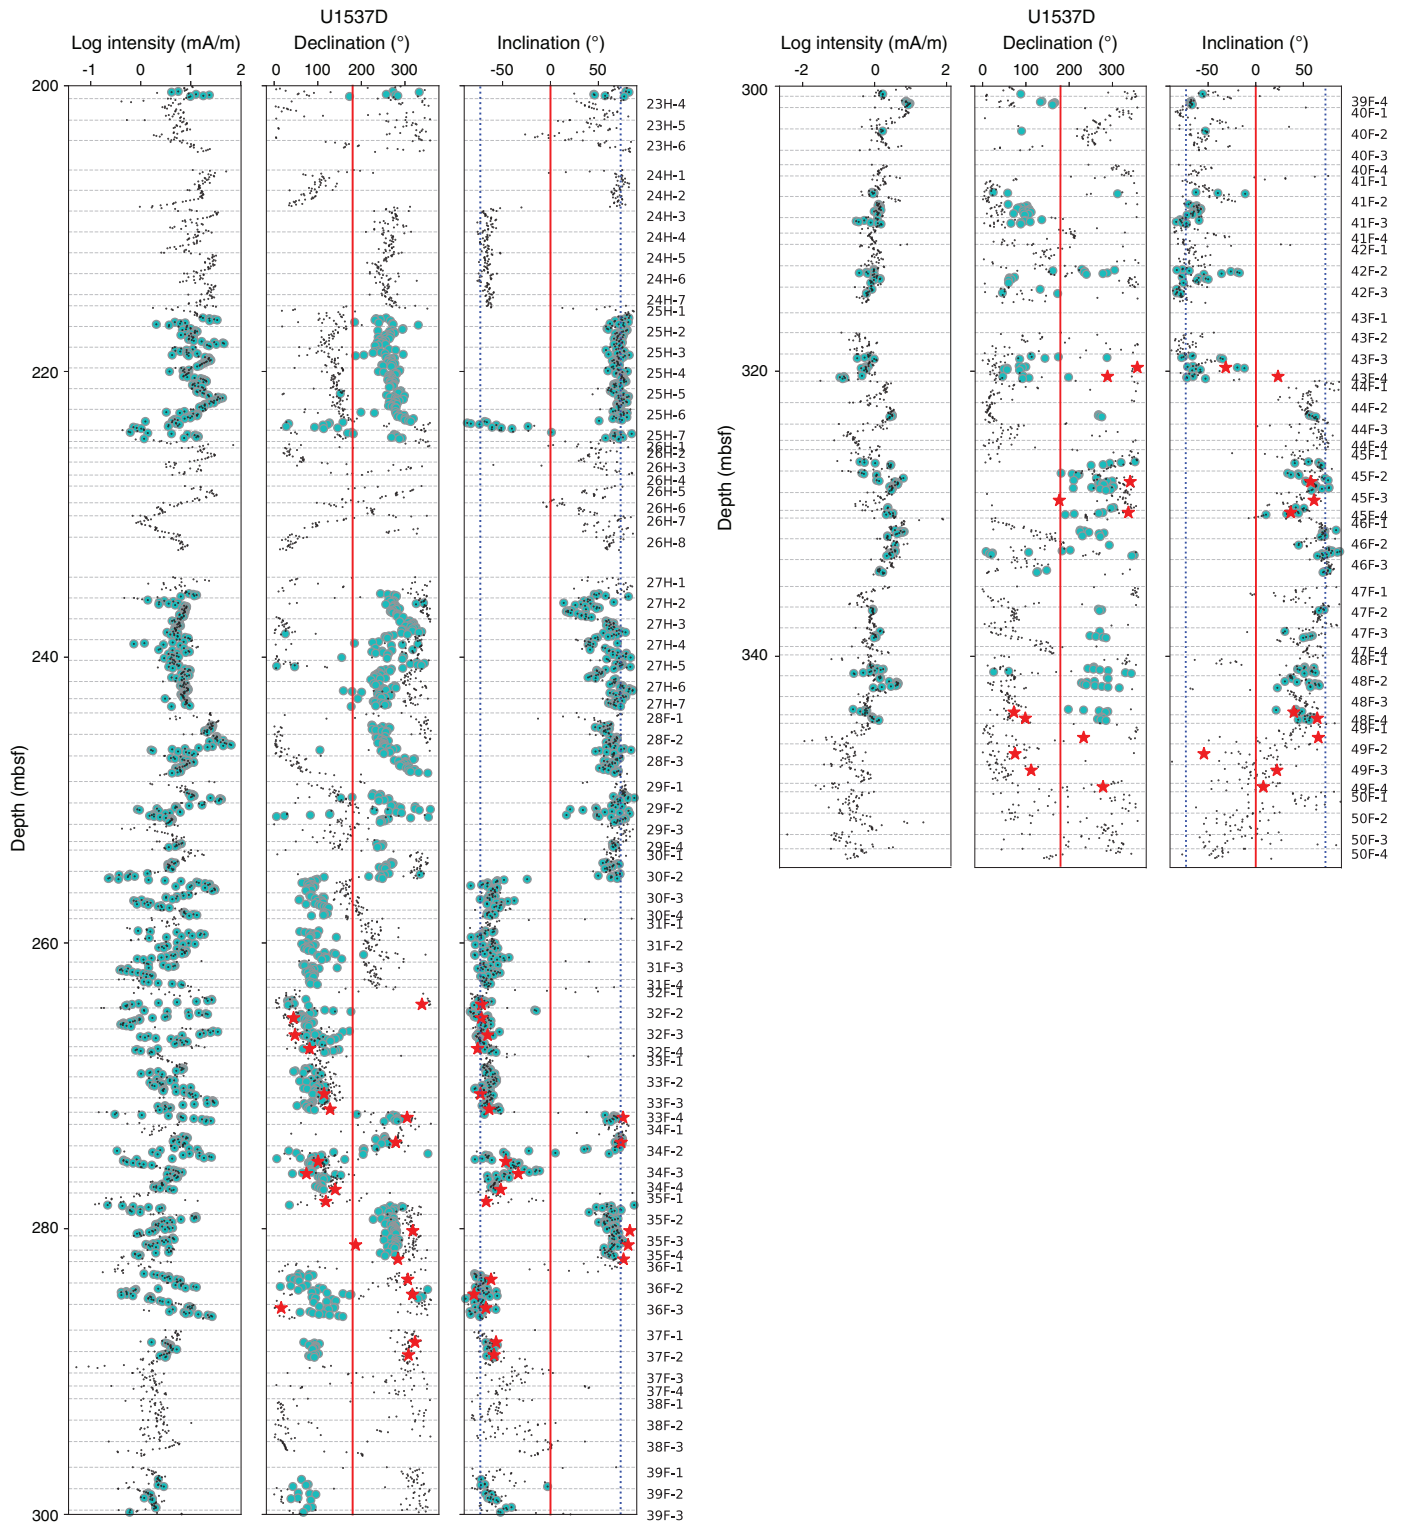 U1537D
Log intensity (mA/m) Declination (°) Inclination (°)
-1 0 1 2 0 100 200 300 -50 0 50
200
220
240
260
280
300
Depth (mbsf)
23H-4
23H-5
23H-6
24H-1
24H-2
24H-3
24H-4
24H-5
24H-6
24H-7
25H-1
25H-2
25H-3
25H-4
25H-5
25H-6
25H-7
26H-1
26H-2
26H-3
26H-4
26H-5
26H-6
26H-7
26H-8
27H-1
27H-2
27H-3
27H-4
27H-5
27H-6
27H-7
28F-1
28F-2
28F-3
29F-1
29F-2
29F-3
29F-4
30F-1
30F-2
30F-3
30F-4
31F-1
31F-2
31F-3
31F-4
32F-1
32F-2
32F-3
32F-4
33F-1
33F-2
33F-3
33F-4
34F-1
34F-2
34F-3
34F-4
35F-1
35F-2
35F-3
35F-4
36F-1
36F-2
36F-3
37F-1
37F-2
37F-3
37F-4
38F-1
38F-2
38F-3
39F-1
39F-2
39F-3
U1537D
Log intensity (mA/m) Declination (°) Inclination (°)
-2 0 2 0 100 200 300 -50 0 50
300
320
340
Depth (mbsf)
39F-4
40F-1
40F-2
40F-3
40F-4
41F-1
41F-2
41F-3
41F-4
42F-1
42F-2
42F-3
43F-1
43F-2
43F-3
43F-4
44F-1
44F-2
44F-3
44F-4
45F-1
45F-2
45F-3
45F-4
46F-1
46F-2
46F-3
47F-1
47F-2
47F-3
47F-4
48F-1
48F-2
48F-3
48F-4
49F-1
49F-2
49F-3
49F-4
50F-1
50F-2
50F-3
50F-4